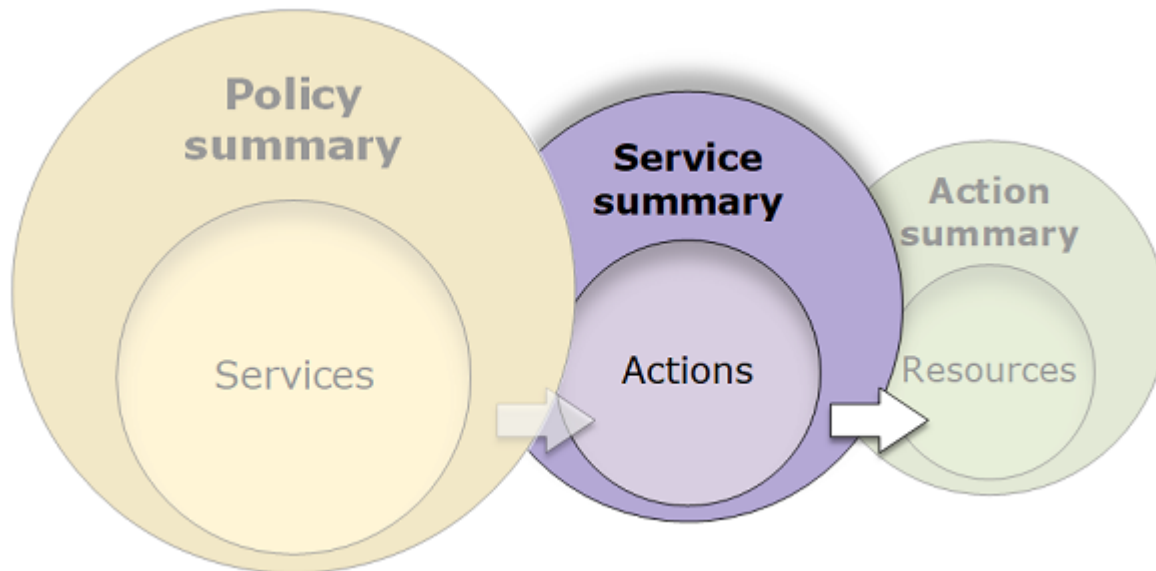 Policy
summary
Services
Service
summary
Actions
Action
summary
Resources